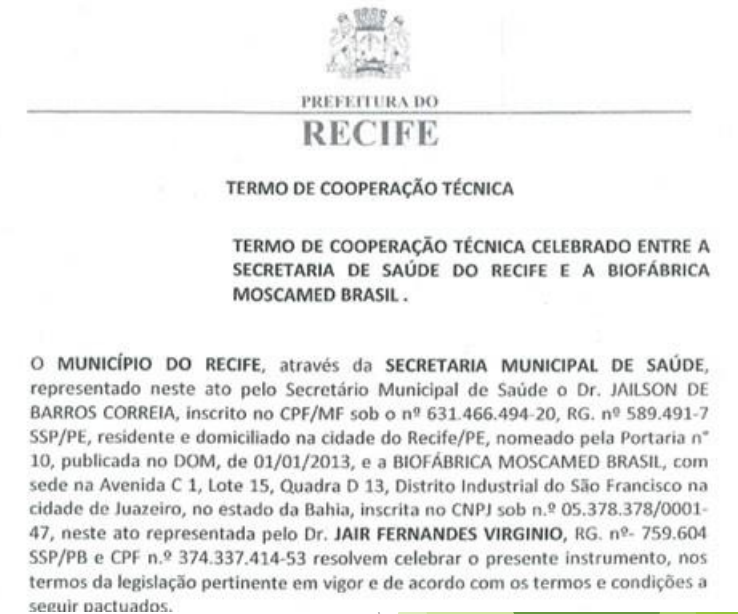 PREFEITURA DO
RECIFE
TERMO DE COOPERAÇÃO TÉCNICA
TERMO DE COOPERAÇÃO TÉCNICA CELEBRADO ENTRE A
SECRETARIA DE SAÚDE DO RECIFE E A BIOFÁBRICA
MOSCAMED BRASIL .
O MUNICÍPIO DO RECIFE, através da SECRETARIA MUNICIPAL DE SAÚDE,
representado neste ato pelo Secretário Municipal de Saúde o Dr. JAILSON DE
BARROS CORREIA, inscrito no CPF/MF sob o nº 631.466.494-20, RG. nº 589.491-7
SSP/PE, residente e domiciliado na cidade do Recife/PE, nomeado pela Portaria n°
10, publicada no DOM, de 01/01/2013, e a BIOFÁBRICA MOSCAMED BRASIL, com
sede na Avenida C 1, Lote 15, Quadra D 13, Distrito Industrial do São Francisco na
cidade de Juazeiro, no estado da Bahia, inscrita no CNPJ sob n.º 05.378.378/0001-
47, neste ato representada pelo Dr. JAIR FERNANDES VIRGINIO, RG. nº- 759.604
SSP/PB e CPF n.º 374.337.414-53 resolvem celebrar o presente instrumento, nos
termos da legislação pertinente em vigor e de acordo com os termos e condições a
seguir pactuados.